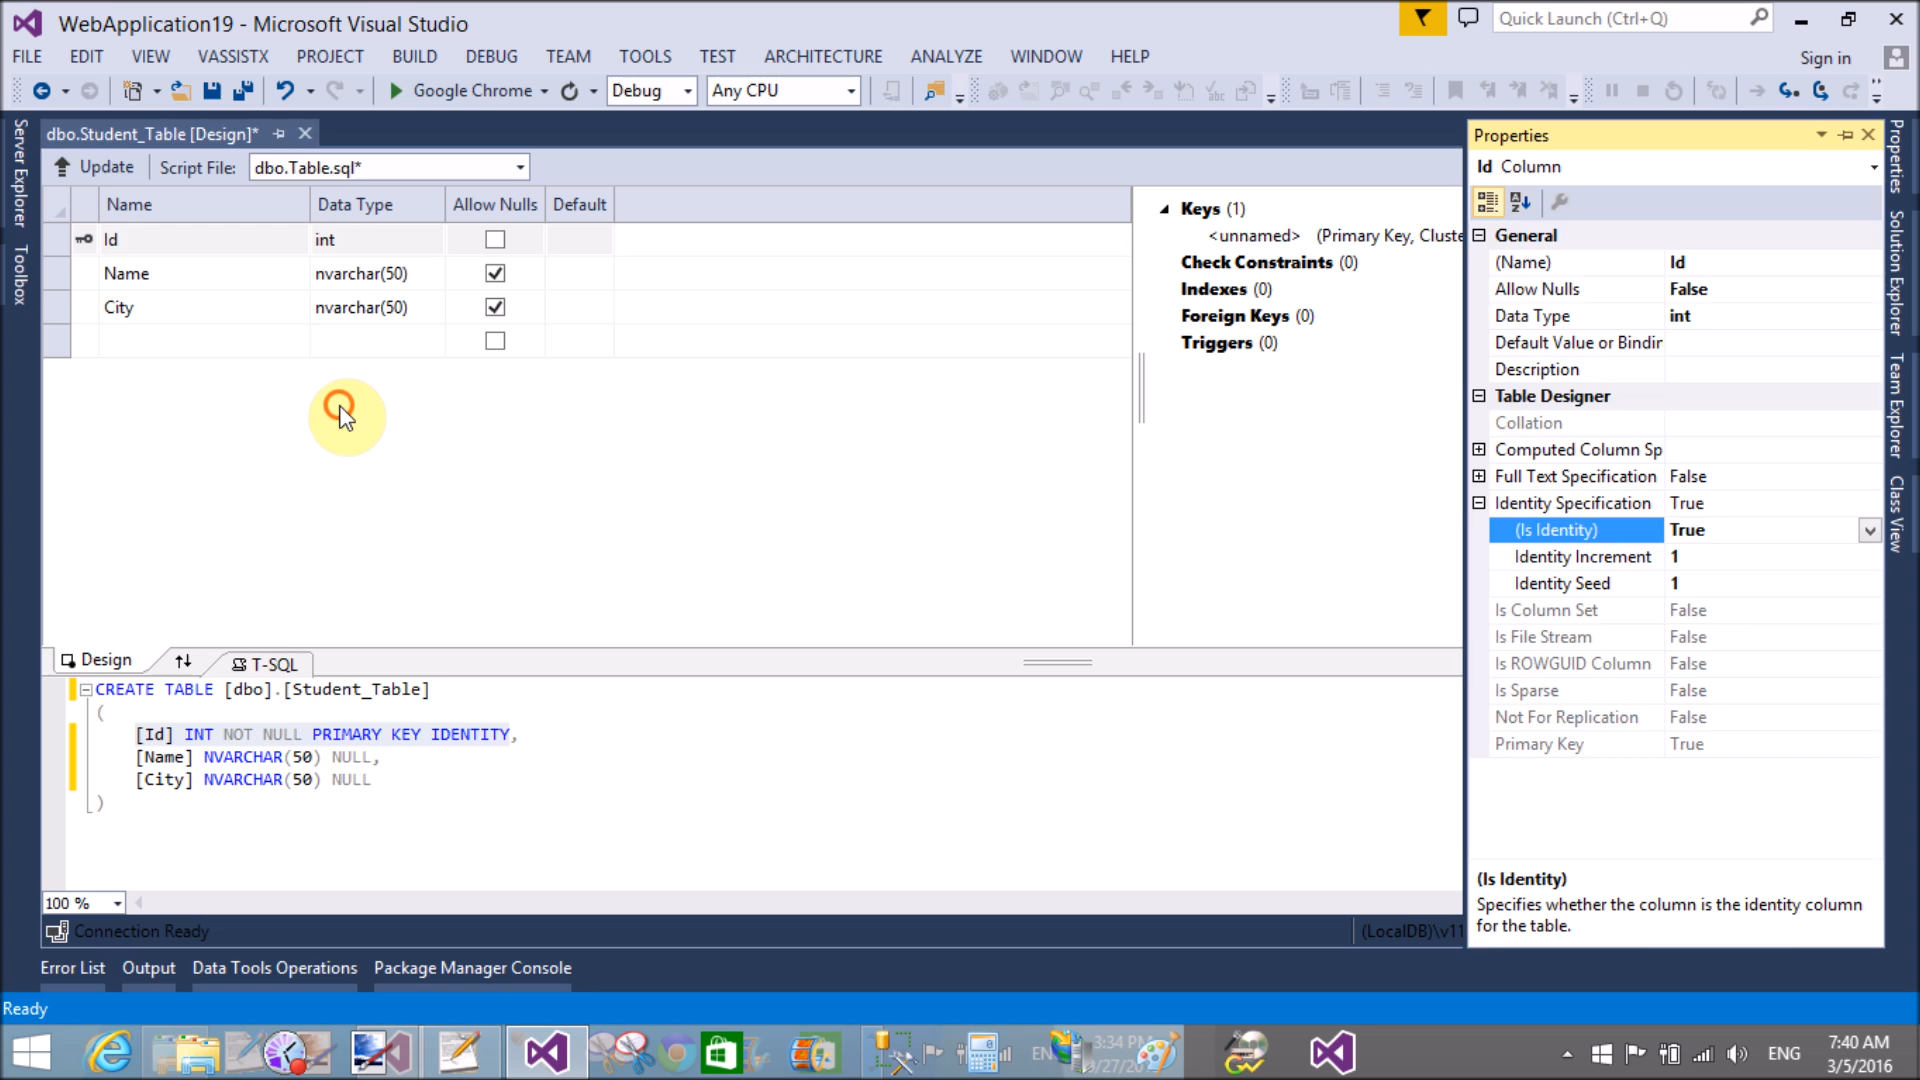 WebApplication19 - Microsoft Visual Studio
Quick Launch (Ctrl+Q)
FILE EDIT VIEW VASSISTX PROJECT BUILD DEBUG TEAM TOOLS TEST ARCHITECTURE ANALYZE WINDOW HELP
Sign in
Google Chrome Debug Any CPU
Server Explorer
Toolbox
dbo.Student_Table [Design]*
Update Script File: dbo.Table.sql*
Name Data Type Allow Nulls Default
Id int
Name nvarchar(50)
City nvarchar(50)
Keys (1)
<unnamed> (Primary Key, Cluste
Check Constraints (0)
Indexes (0)
Foreign Keys (0)
Triggers (0)
Design T-SQL
CREATE TABLE [dbo].[Student_Table]
(
[Id] INT NOT NULL PRIMARY KEY IDENTITY,
[Name] NVARCHAR(50) NULL,
[City] NVARCHAR(50) NULL
)
100 %
Connection Ready
(LocalDB)\v11
Properties
Id Column
General
(Name) Id
Allow Nulls False
Data Type int
Default Value or Bindin
Description
Table Designer
Collation
Computed Column Sp
Full Text Specification False
Identity Specification True
(Is Identity) True
Identity Increment 1
Identity Seed 1
Is Column Set False
Is File Stream False
Is ROWGUID Column False
Is Sparse False
Not For Replication False
Primary Key True
(Is Identity)
Specifies whether the column is the identity column
for the table.
Properties
Solution Explorer
Team Explorer
Class View
Error List Output Data Tools Operations Package Manager Console
Ready
EN
3:34 PM
ENG
7:40 AM
3/5/2016